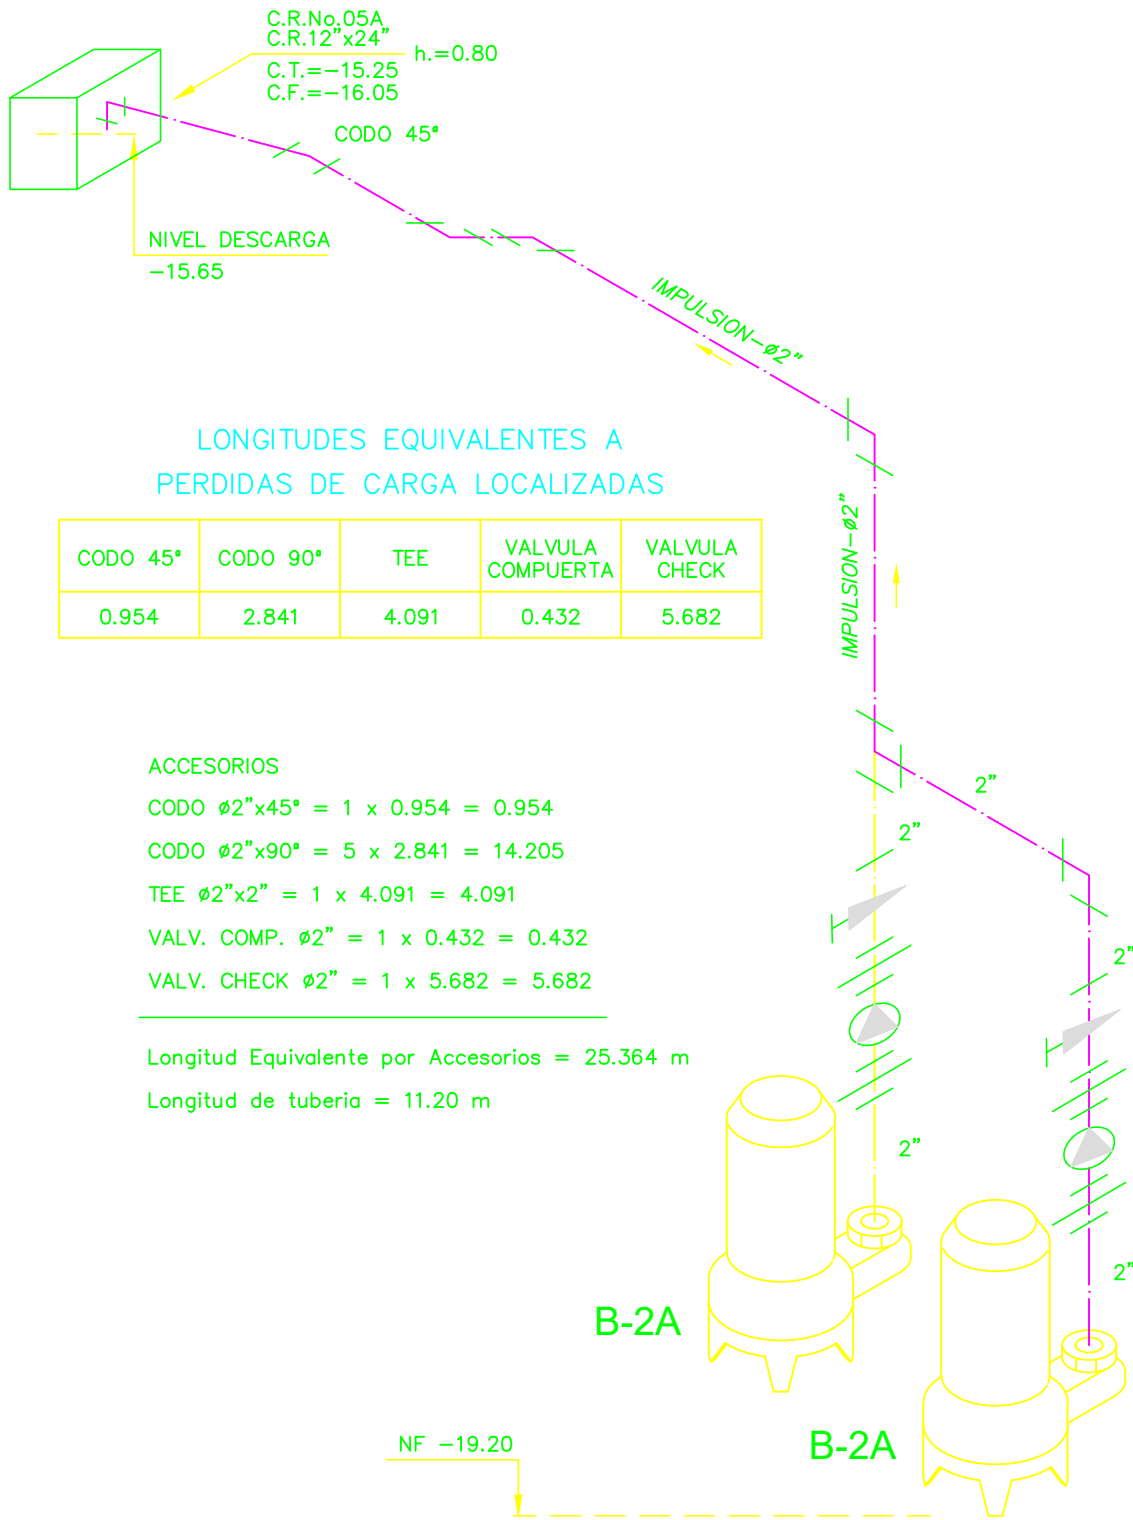 C.R.No.05A
C.R.12"x24"
h.=0.80
C.T.=-15.25
C.F.=-16.05
CODO 45°
NIVEL DESCARGA
-15.65
IMPULSION-ø2"
LONGITUDES EQUIVALENTES A
PERDIDAS DE CARGA LOCALIZADAS
IMPULSION-ø2"
CODO 45° CODO 90° TEE VALVULA COMPUERTA VALVULA CHECK
0.954 2.841 4.091 0.432 5.682
ACCESORIOS
CODO ø2"x45° = 1 x 0.954 = 0.954
CODO ø2"x90° = 5 x 2.841 = 14.205
TEE ø2"x2" = 1 x 4.091 = 4.091
VALV. COMP. ø2" = 1 x 0.432 = 0.432
VALV. CHECK ø2" = 1 x 5.682 = 5.682
Longitud Equivalente por Accesorios = 25.364 m
Longitud de tuberia = 11.20 m
2"
2"
2"
2"
2"
B-2A
B-2A
NF -19.20